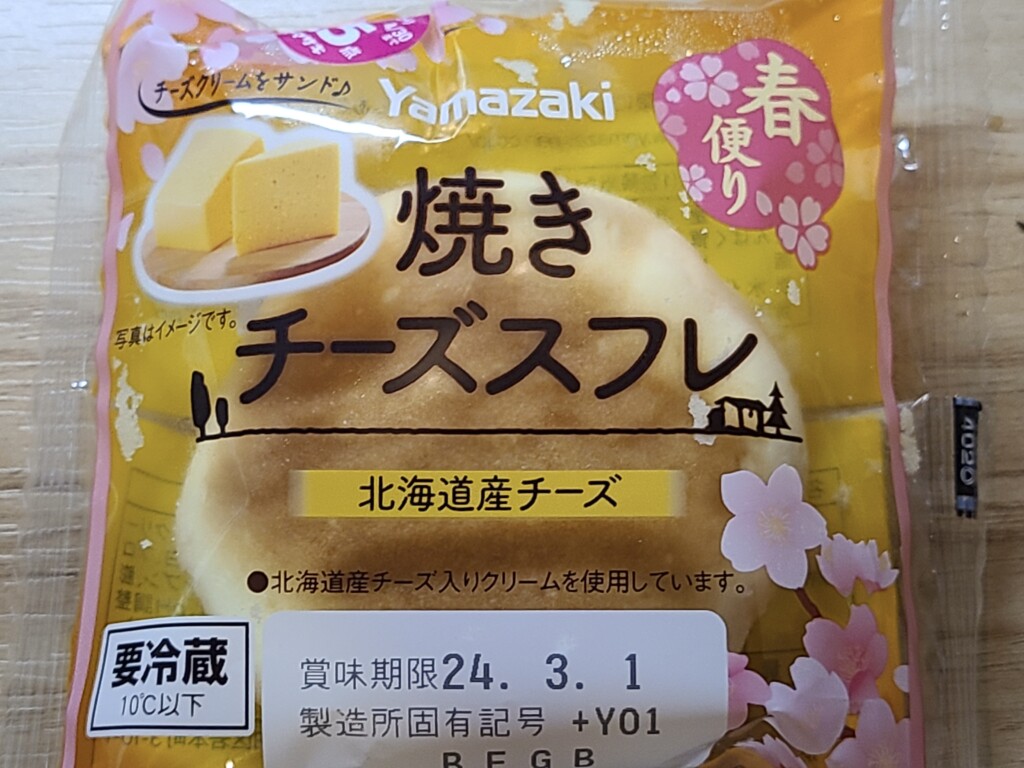 5
点
チーズクリームをサンド♪
Yamazaki
春
便り
焼き
チーズスフレ
写真はイメージです。
北海道産チーズ
●北海道産チーズ入りクリームを使用しています。
要冷蔵
10℃以下
賞味期限24. 3. 1
製造所固有記号 +Y01
B E G B
4020